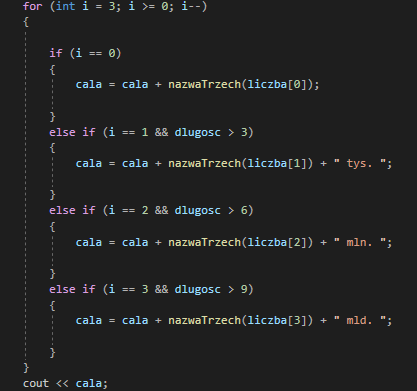 for (int i = 3; i >= 0; i--)
{
if (i == 0)
{
cala = cala + nazwaTrzech(liczba[0]);
}
else if (i == 1 && dlugosc > 3)
{
cala = cala + nazwaTrzech(liczba[1]) + " tys. ";
}
else if (i == 2 && dlugosc > 6)
{
cala = cala + nazwaTrzech(liczba[2]) + " mln. ";
}
else if (i == 3 && dlugosc > 9)
{
cala = cala + nazwaTrzech(liczba[3]) + " mld. ";
}
}
cout << cala;